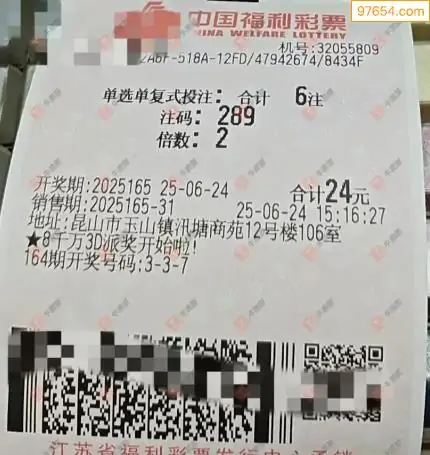 97654.com
中国福利彩票
CHINA WELFARE LOTTERY
机号:32055809
2A6F-518A-12FD/47942674/8434F
单选单复式投注: 合计 6注
注码: 289
倍数: 2
开奖期:2025165 25-06-24 合计24元
销售期:2025165-31 25-06-24 15:16:27
地址:昆山市玉山镇汛塘商苑12号楼106室
★8千万3D派奖开始啦!
164期开奖号码:3-3-7
江苏省福利彩票发行中心承销